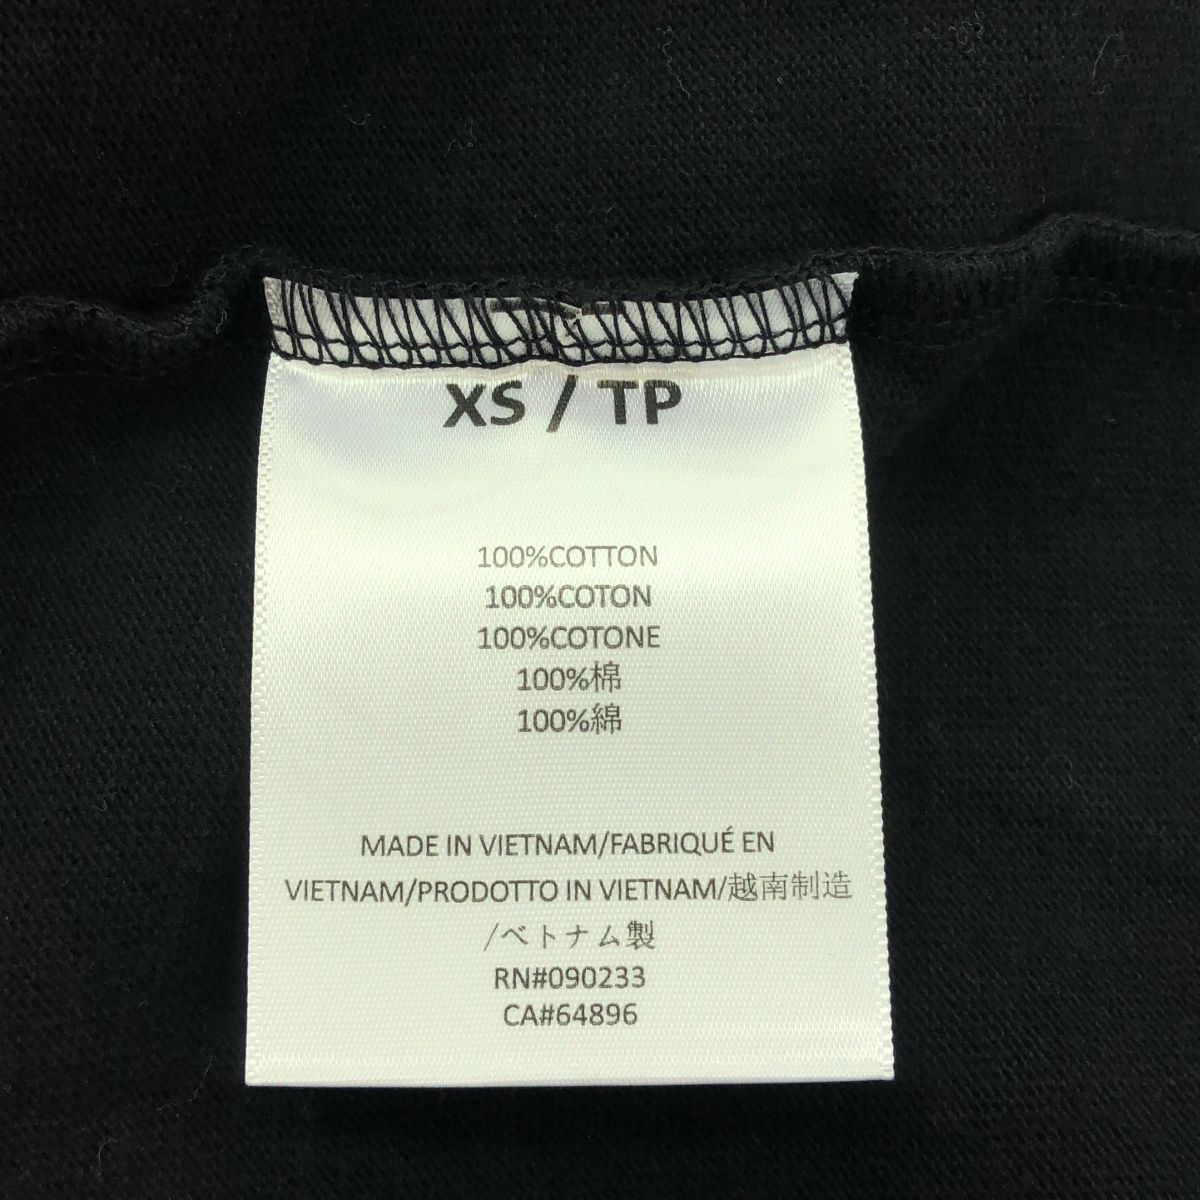 XS / TP
100%COTTON
100%COTON
100%COTONE
100%棉
100%綿
MADE IN VIETNAM/FABRIQUÉ EN
VIETNAM/PRODOTTO IN VIETNAM/越南制造
/ベトナム製
RN#090233
CA#64896